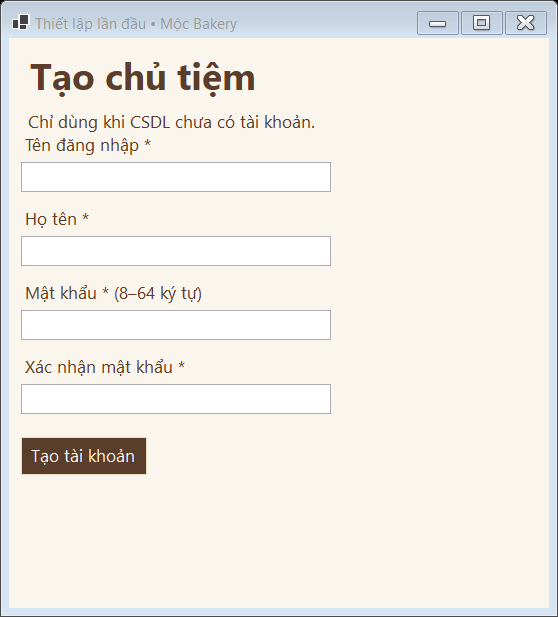 Thiết lập lần đầu • Mộc Bakery
Tạo chủ tiệm
Chỉ dùng khi CSDL chưa có tài khoản.
Tên đăng nhập *
Họ tên *
Mật khẩu * (8–64 ký tự)
Xác nhận mật khẩu *
Tạo tài khoản